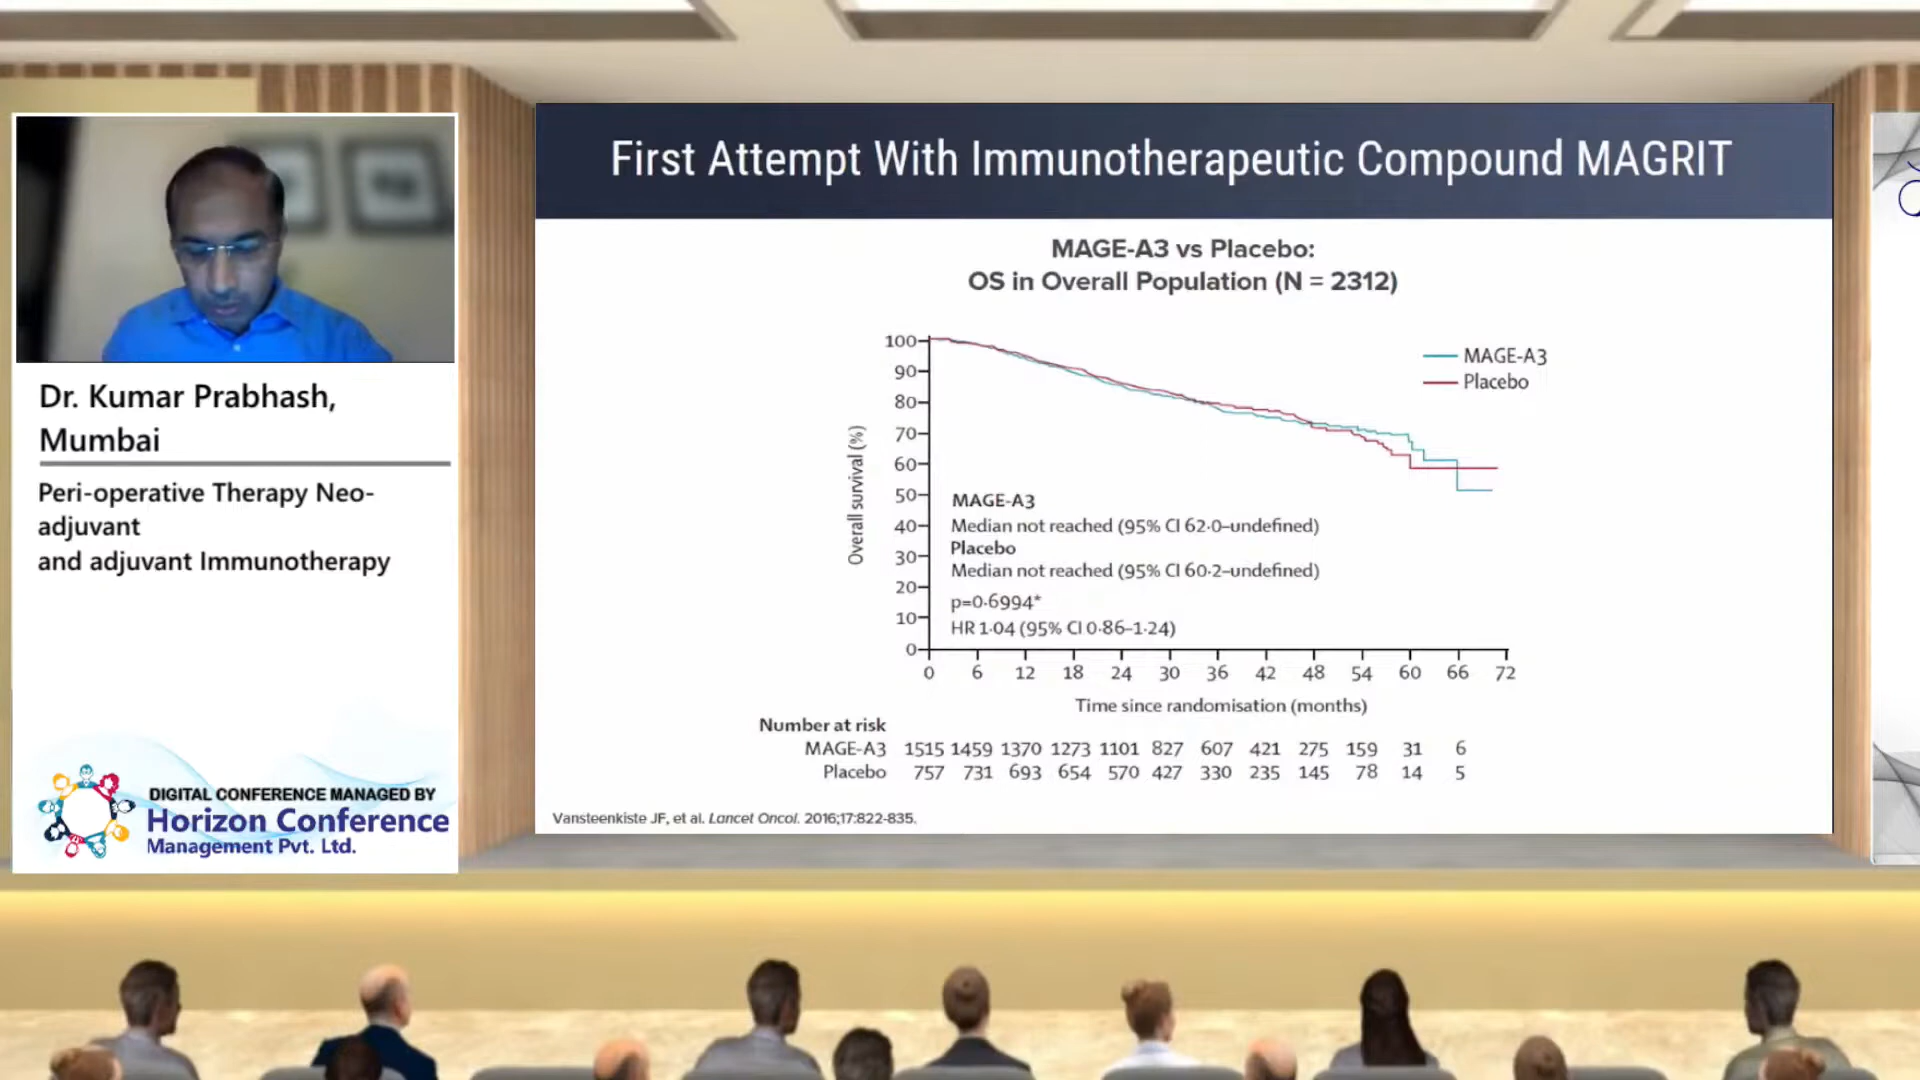 First Attempt With Immunotherapeutic Compound MAGRIT
MAGE-A3 vs Placebo:
OS in Overall Population (N = 2312)
100
90
80
70
60
50
40
30
20
10
0
Overall survival (%)
MAGE-A3
Placebo
MAGE-A3
Median not reached (95% CI 62·0–undefined)
Placebo
Median not reached (95% CI 60·2–undefined)
p=0·6994*
HR 1·04 (95% CI 0·86–1·24)
0 6 12 18 24 30 36 42 48 54 60 66 72
Time since randomisation (months)
Number at risk
MAGE-A3 1515 1459 1370 1273 1101 827 607 421 275 159 31 6
Placebo 757 731 693 654 570 427 330 235 145 78 14 5
Vansteenkiste JF, et al. Lancet Oncol. 2016;17:822-835.
Dr. Kumar Prabhash,
Mumbai
Peri-operative Therapy Neo-
adjuvant
and adjuvant Immunotherapy
DIGITAL CONFERENCE MANAGED BY
Horizon Conference
Management Pvt. Ltd.